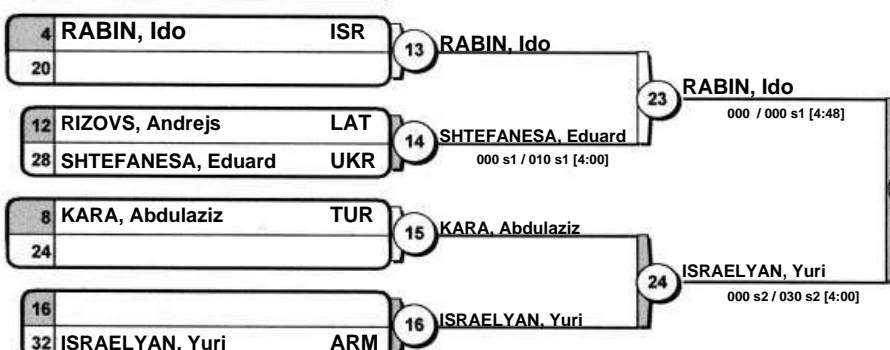 4 RABIN, Ido ISR
20
13 RABIN, Ido
12 RIZOVS, Andrejs LAT
28 SHTEFANESA, Eduard UKR
14 SHTEFANESA, Eduard
000 s1 / 010 s1 [4:00]
23 RABIN, Ido
000 / 000 s1 [4:48]
8 KARA, Abdulaziz TUR
24
15 KARA, Abdulaziz
16
32 ISRAELYAN, Yuri ARM
16 ISRAELYAN, Yuri
24 ISRAELYAN, Yuri
000 s2 / 030 s2 [4:00]